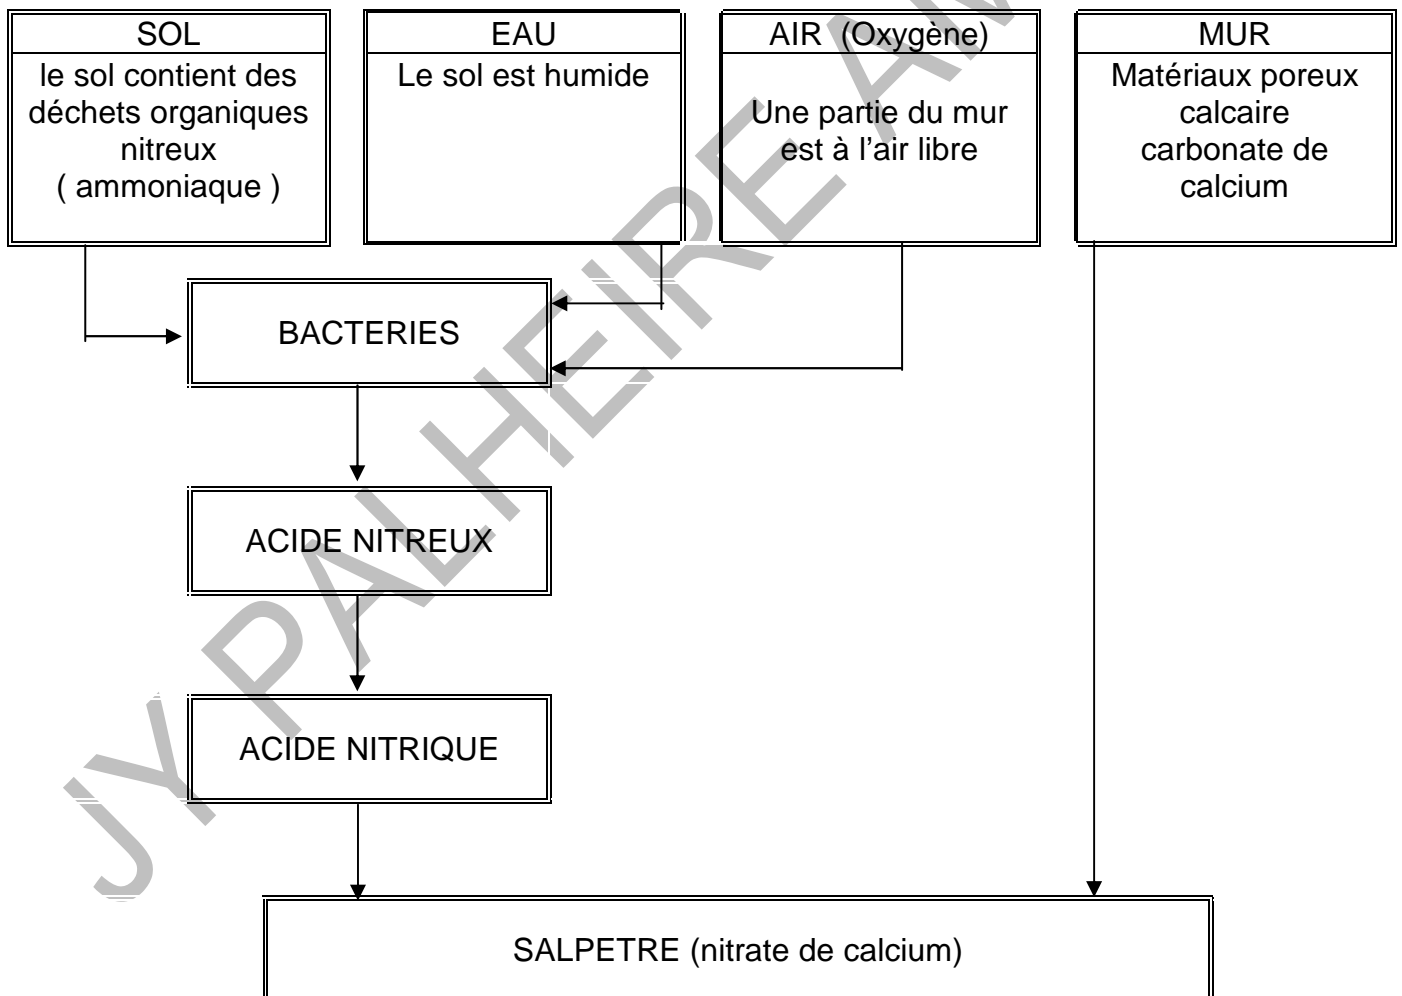 SOL
le sol contient des
déchets organiques
nitreux
( ammoniaque )
EAU
Le sol est humide
AIR (Oxygène)
Une partie du mur
est à l’air libre
MUR
Matériaux poreux
calcaire
carbonate de
calcium
BACTERIES
ACIDE NITREUX
ACIDE NITRIQUE
SALPETRE (nitrate de calcium)
JY PALHEIRE